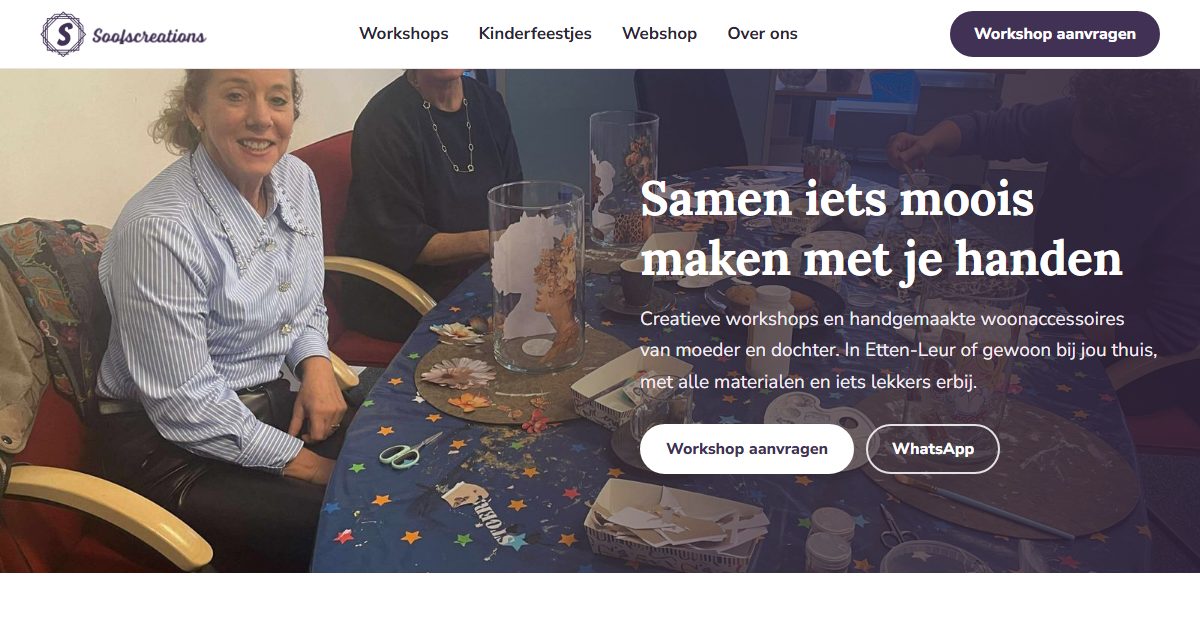 S Soofscreations
Workshops Kinderfeestjes Webshop Over ons
Workshop aanvragen
Samen iets moois
maken met je handen
Creatieve workshops en handgemaakte woonaccessoires
van moeder en dochter. In Etten-Leur of gewoon bij jou thuis,
met alle materialen en iets lekkers erbij.
Workshop aanvragen WhatsApp
STOER!